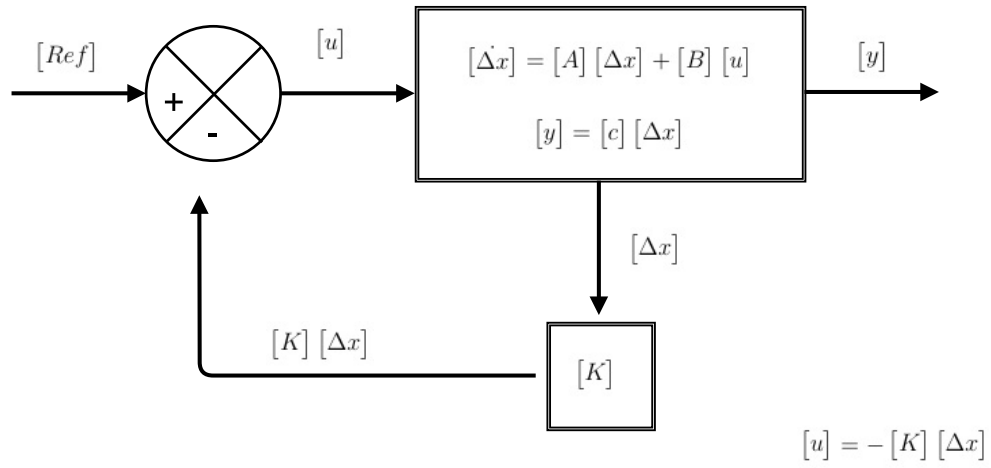 [Ref]
[u]
[Δẋ] = [A] [Δx] + [B] [u]
[y]
+
-
[y] = [c] [Δx]
[Δx]
[K] [Δx]
[K]
[u] = - [K] [Δx]